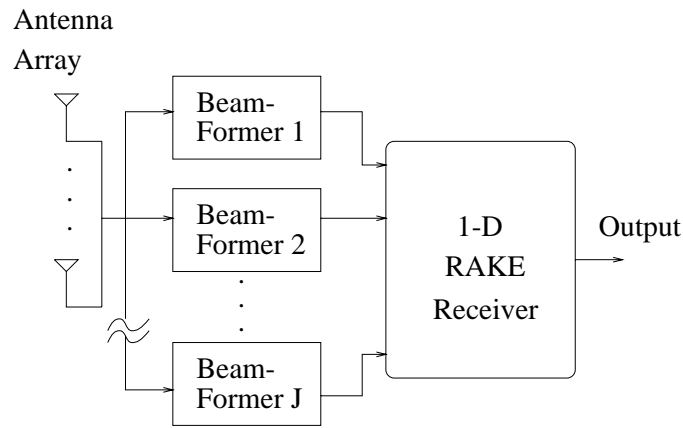 Antenna
Array
Beam-
Former 1
Beam-
Former 2
Beam-
Former J
1-D
RAKE
Receiver
Output